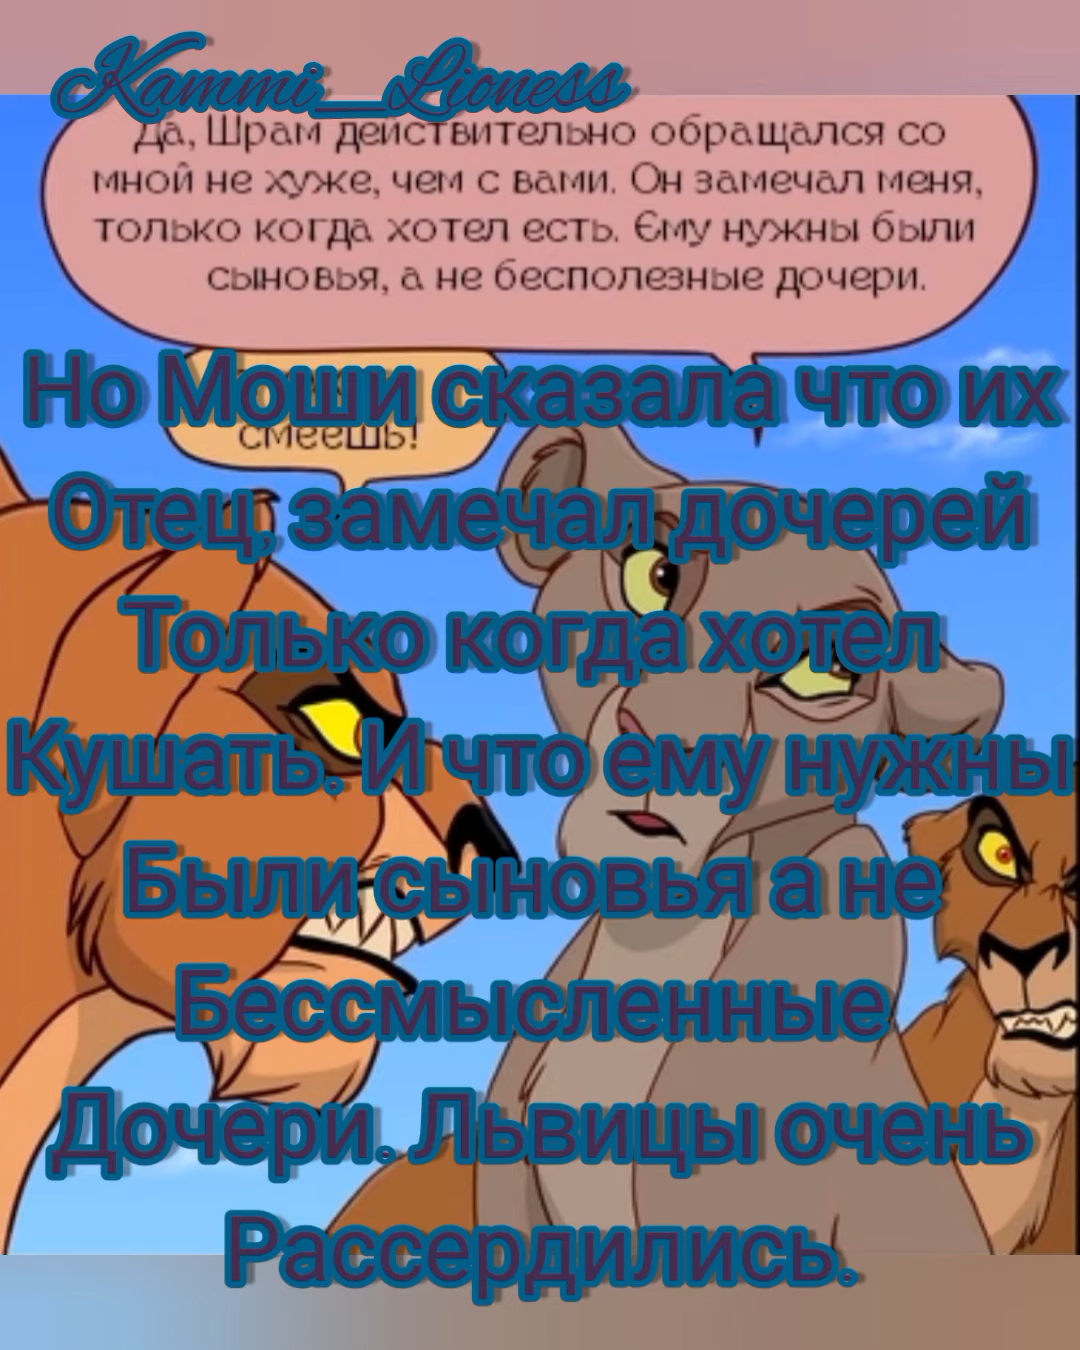 Kammi_Lioness
Да, Шрам действительно обращался со
мной не хуже, чем с вами. Он замечал меня,
только когда хотел есть. Ему нужны были
сыновья, а не бесполезные дочери.
Но Моши сказала что их
смеешь!
Отец, замечал дочерей
Только когда хотел
Кушать. И что ему нужны
Были сыновья а не
Бессмысленные
Дочери. Львицы очень
Рассердились.